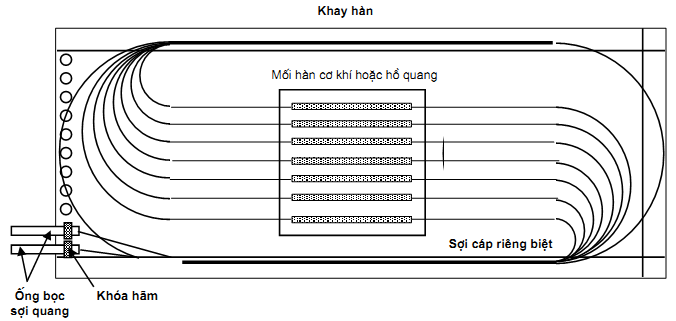 Khay hàn
Mối hàn cơ khí hoặc hồ quang
Sợi cáp riêng biệt
Ống bọc
sợi quang
Khóa hãm